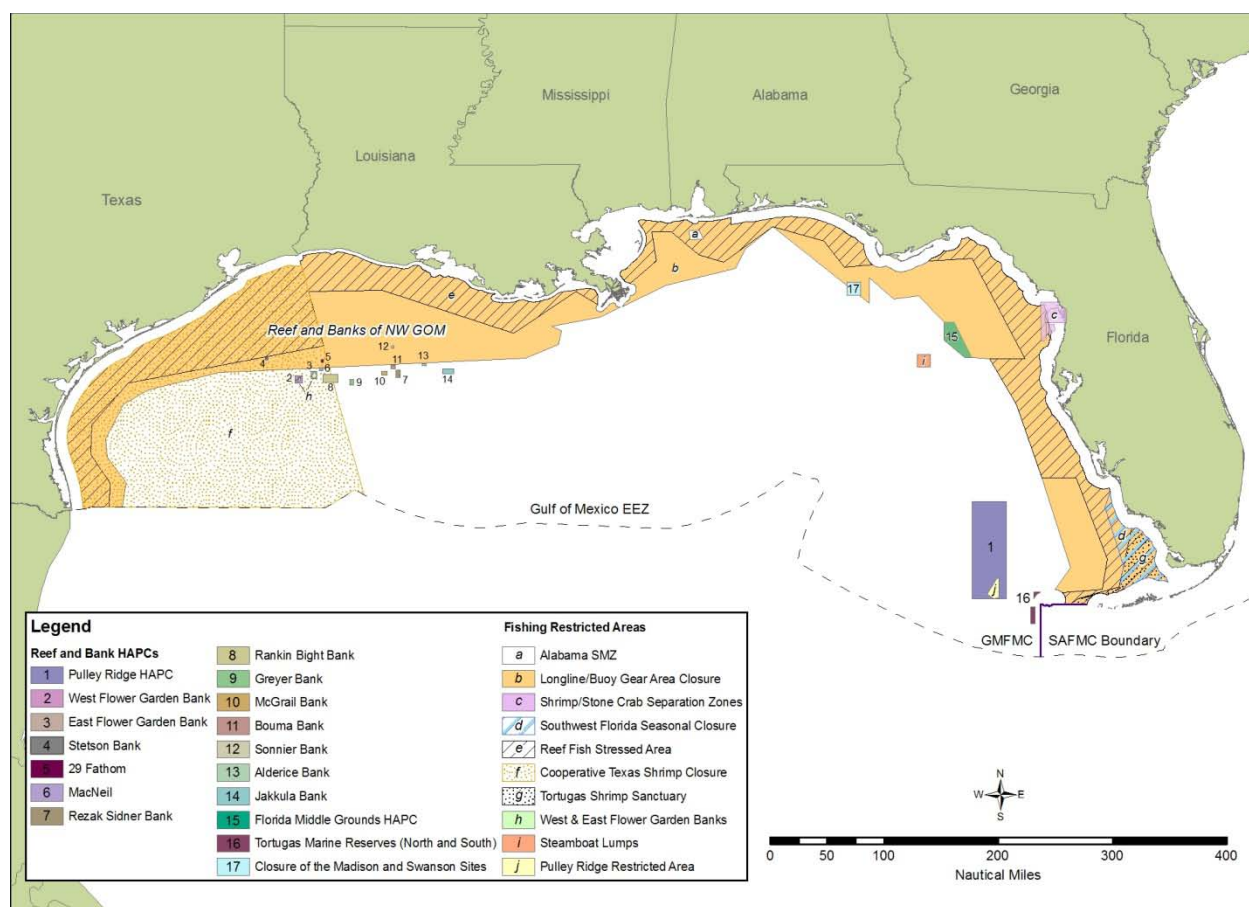 Mississippi
Alabama
Georgia
Louisiana
Texas
Florida
a
b
17
e
c
Reef and Banks of NW GOM
15
i
12
5
13
4
3
6
11
2
8
9
10
7
14
h
f
Gulf of Mexico EEZ
1
d
g
j
16
GMFMC
SAFMC Boundary
Legend
Reef and Bank HAPCs
1 Pulley Ridge HAPC
2 West Flower Garden Bank
3 East Flower Garden Bank
4 Stetson Bank
5 29 Fathom
6 MacNeil
7 Rezak Sidner Bank
8 Rankin Bight Bank
9 Greyer Bank
10 McGrail Bank
11 Bouma Bank
12 Sonnier Bank
13 Alderice Bank
14 Jakkula Bank
15 Florida Middle Grounds HAPC
16 Tortugas Marine Reserves (North and South)
17 Closure of the Madison and Swanson Sites
Fishing Restricted Areas
a Alabama SMZ
b Longline/Buoy Gear Area Closure
c Shrimp/Stone Crab Separation Zones
d Southwest Florida Seasonal Closure
e Reef Fish Stressed Area
f Cooperative Texas Shrimp Closure
g Tortugas Shrimp Sanctuary
h West & East Flower Garden Banks
i Steamboat Lumps
j Pulley Ridge Restricted Area
N
W E
S
0 50 100 200 300 400
Nautical Miles